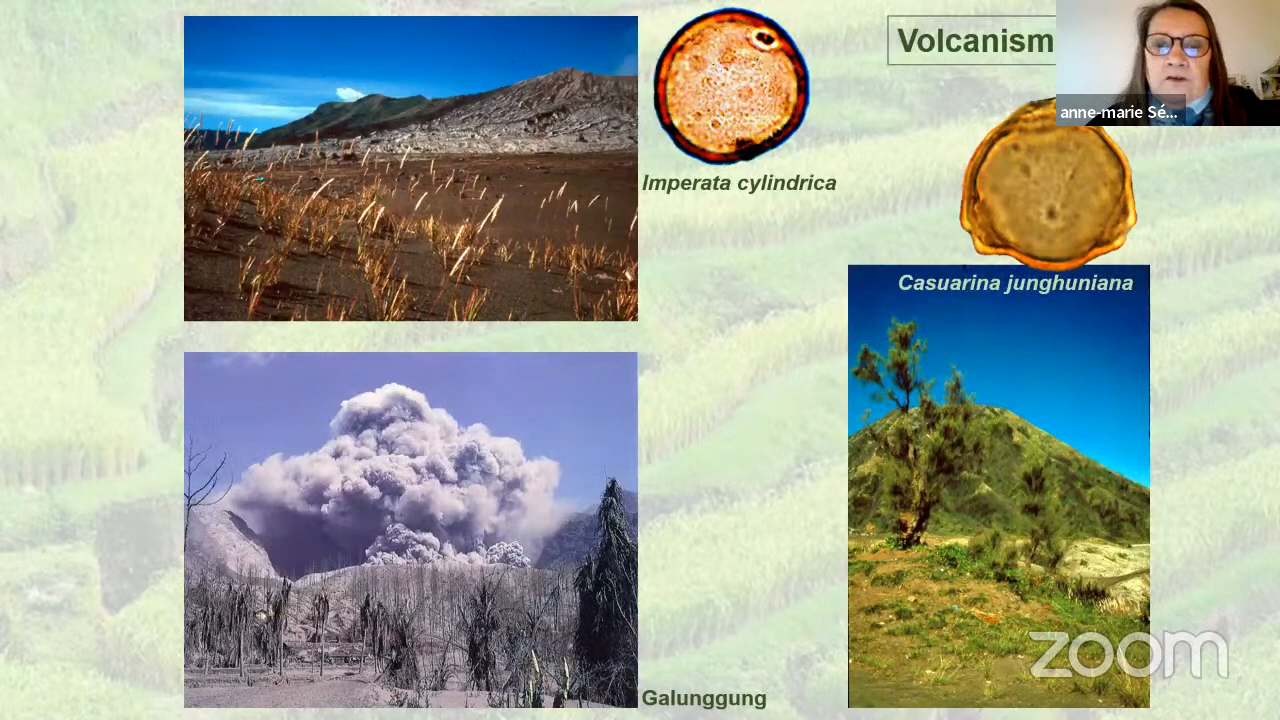 Volcanism
anne-marie Sé...
Imperata cylindrica
Casuarina junghuniana
zoom
Galunggung